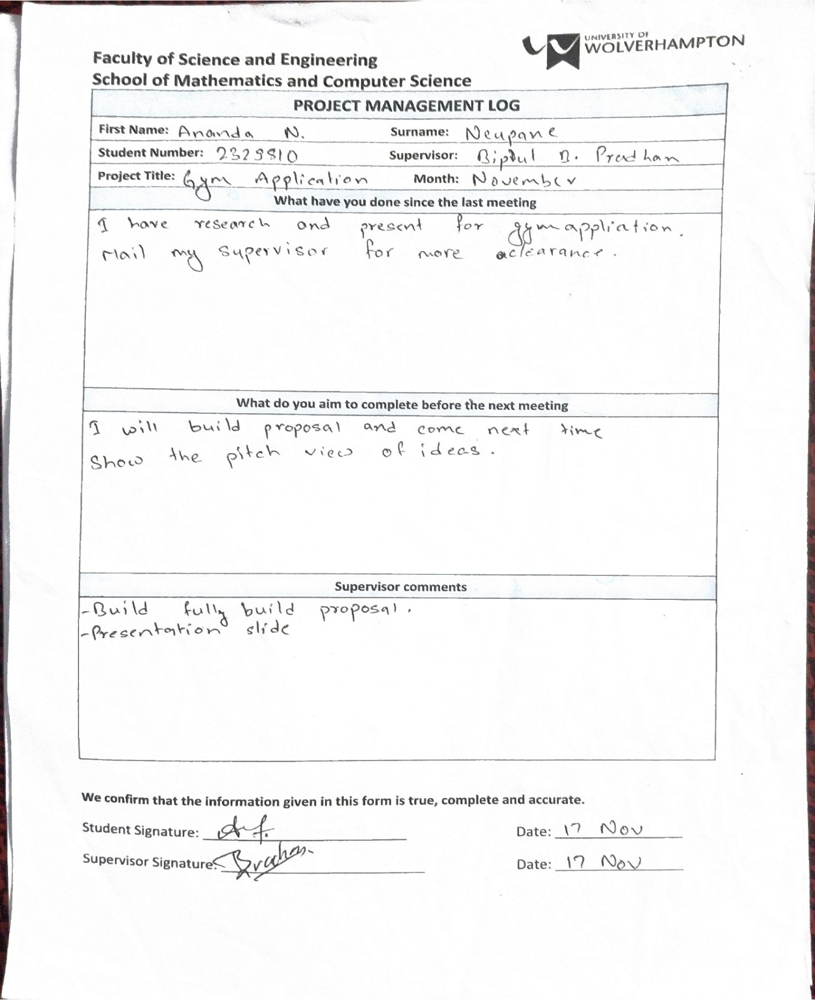 UNIVERSITY OF
WOLVERHAMPTON
Faculty of Science and Engineering
School of Mathematics and Computer Science
PROJECT MANAGEMENT LOG
First Name: Ananda N. Surname: Neupane
Student Number: 2329810 Supervisor: B. Pradhan
Project Title: Gym Application Month: November
What have you done since the last meeting
I have research and present for gym appliation.
Mail my supervisor for more clearance.
What do you aim to complete before the next meeting
I will build proposal and come next time
Show the pitch view of ideas.
Supervisor comments
-Build fully build proposal.
-Presentation slide
We confirm that the information given in this form is true, complete and accurate.
Student Signature: Date: 17 Nov
Supervisor Signature: Date: 17 Nov